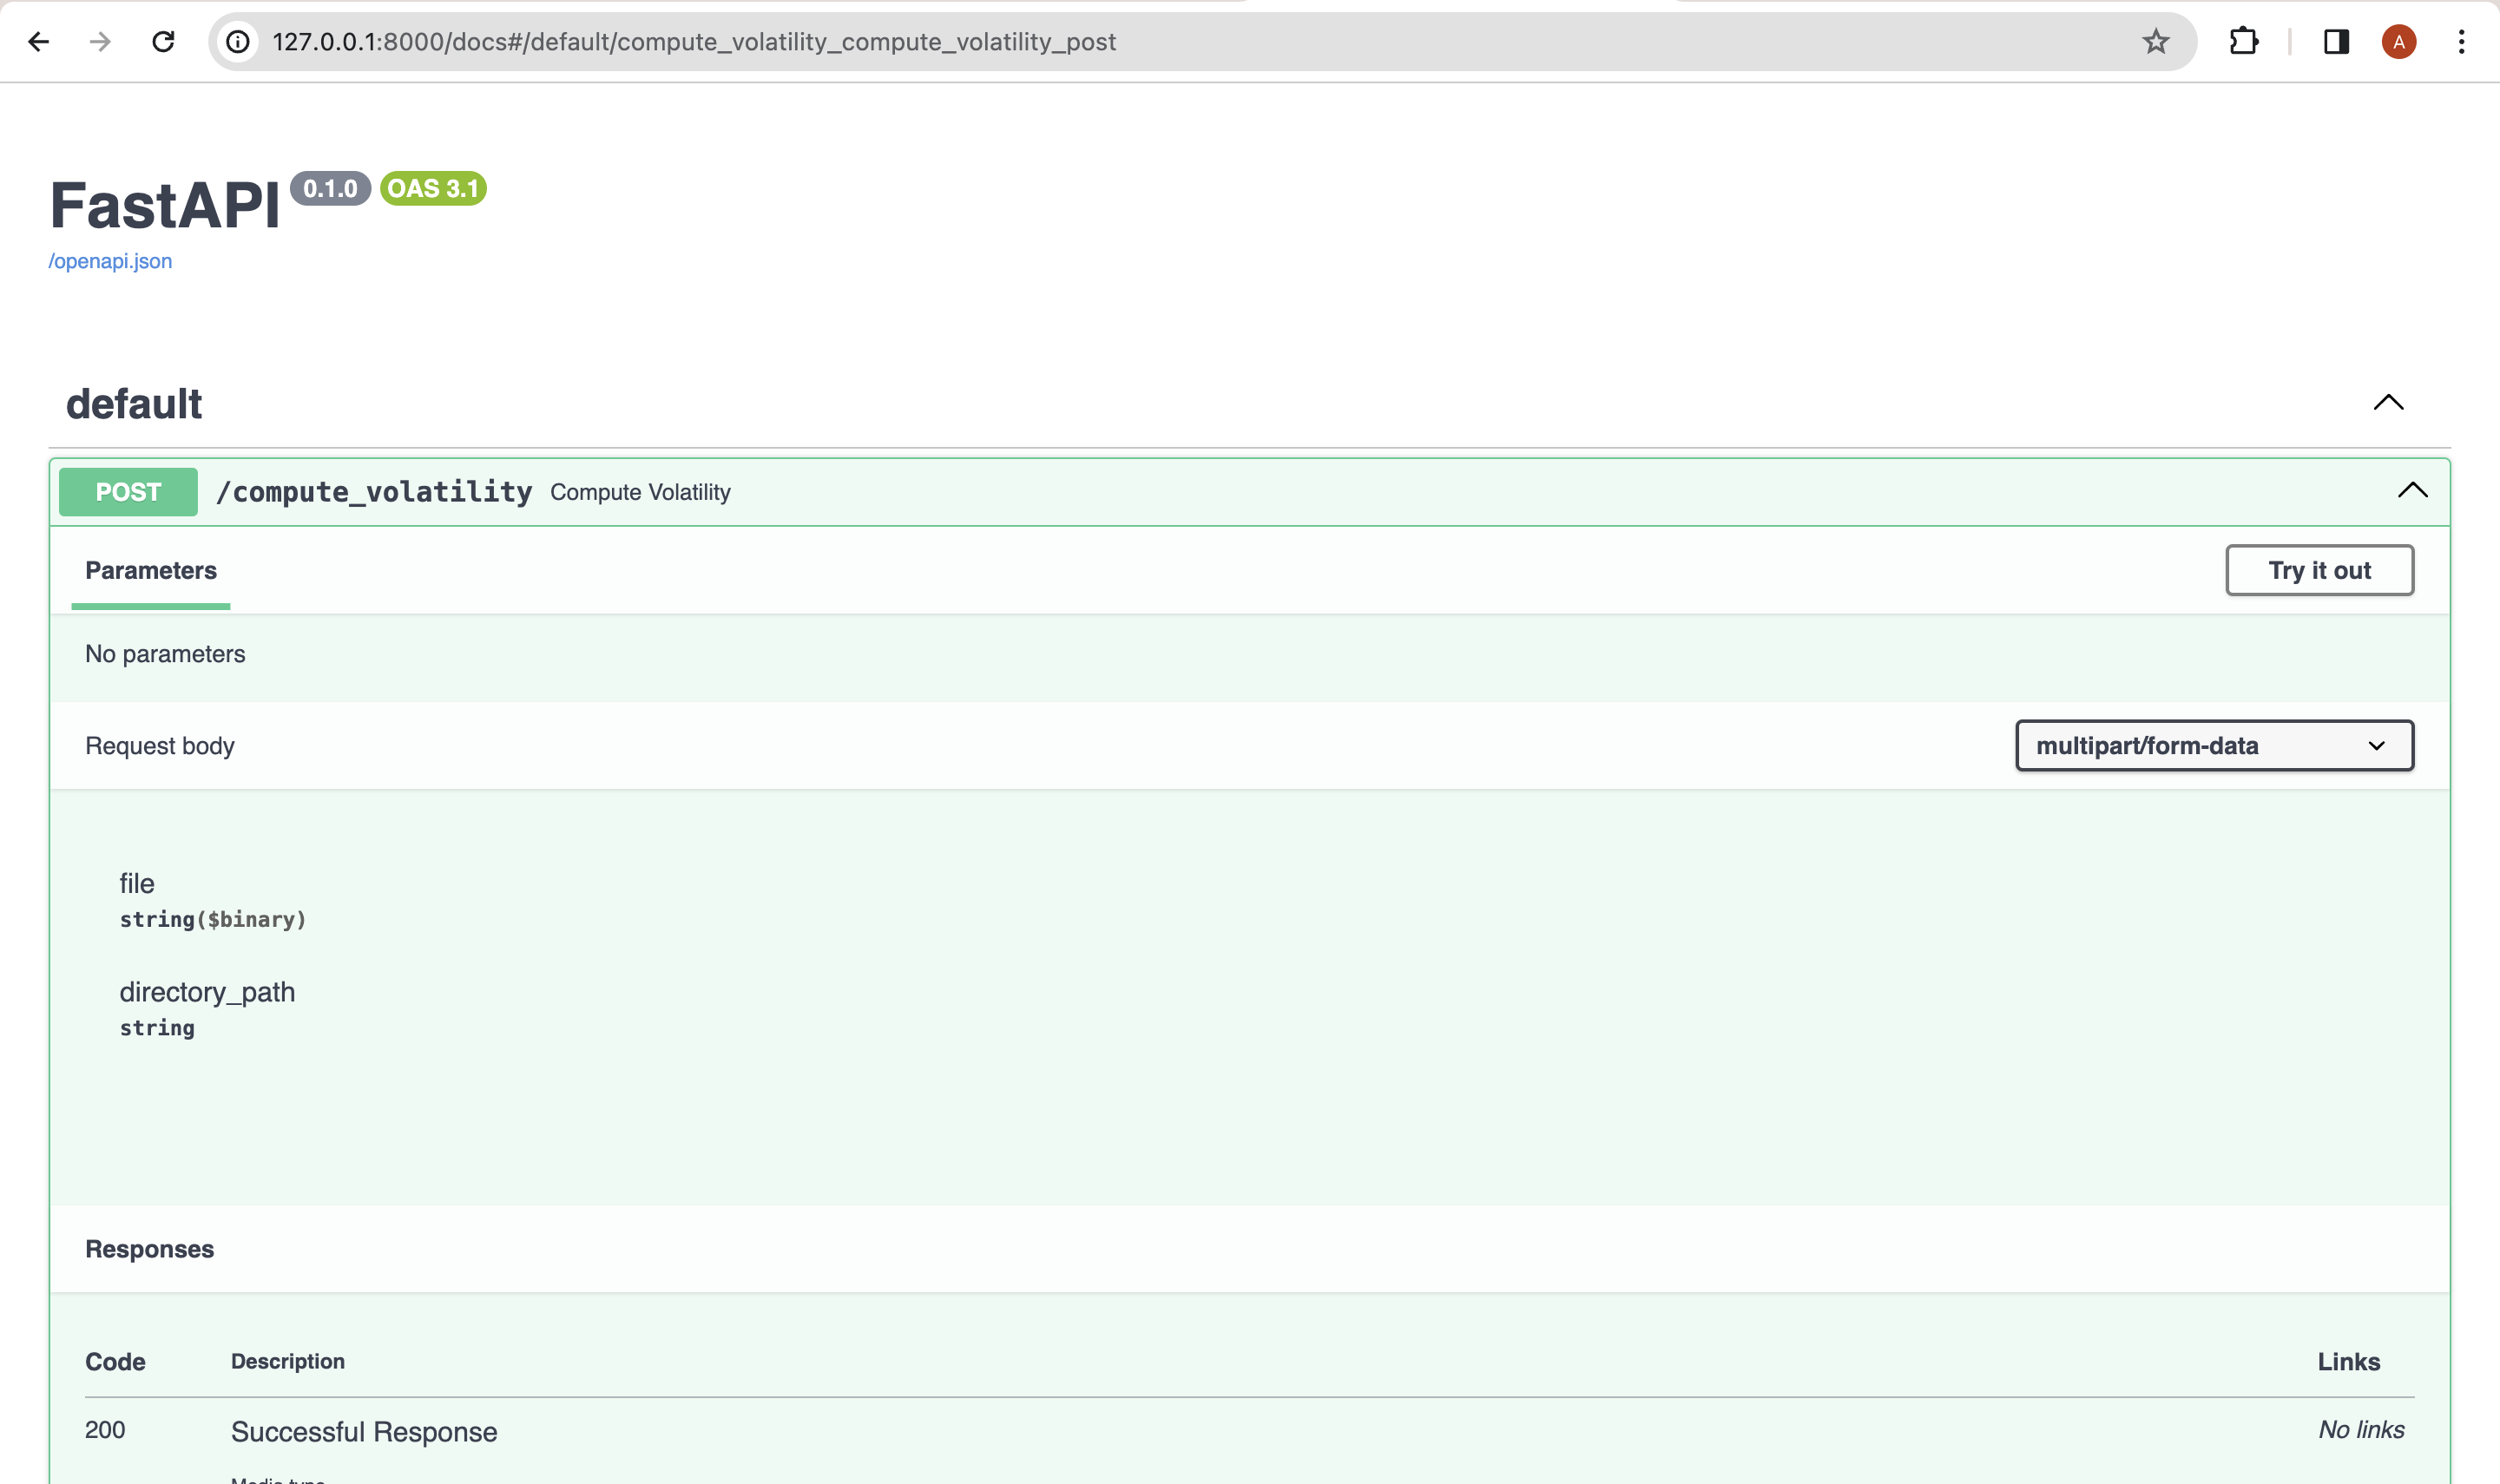 127.0.0.1:8000/docs#/default/compute_volatility_compute_volatility_post
A
FastAPI 0.1.0 OAS 3.1
/openapi.json
default
POST /compute_volatility Compute Volatility
Parameters Try it out
No parameters
Request body multipart/form-data
file
string($binary)
directory_path
string
Responses
Code Description Links
200 Successful Response No links
Media type